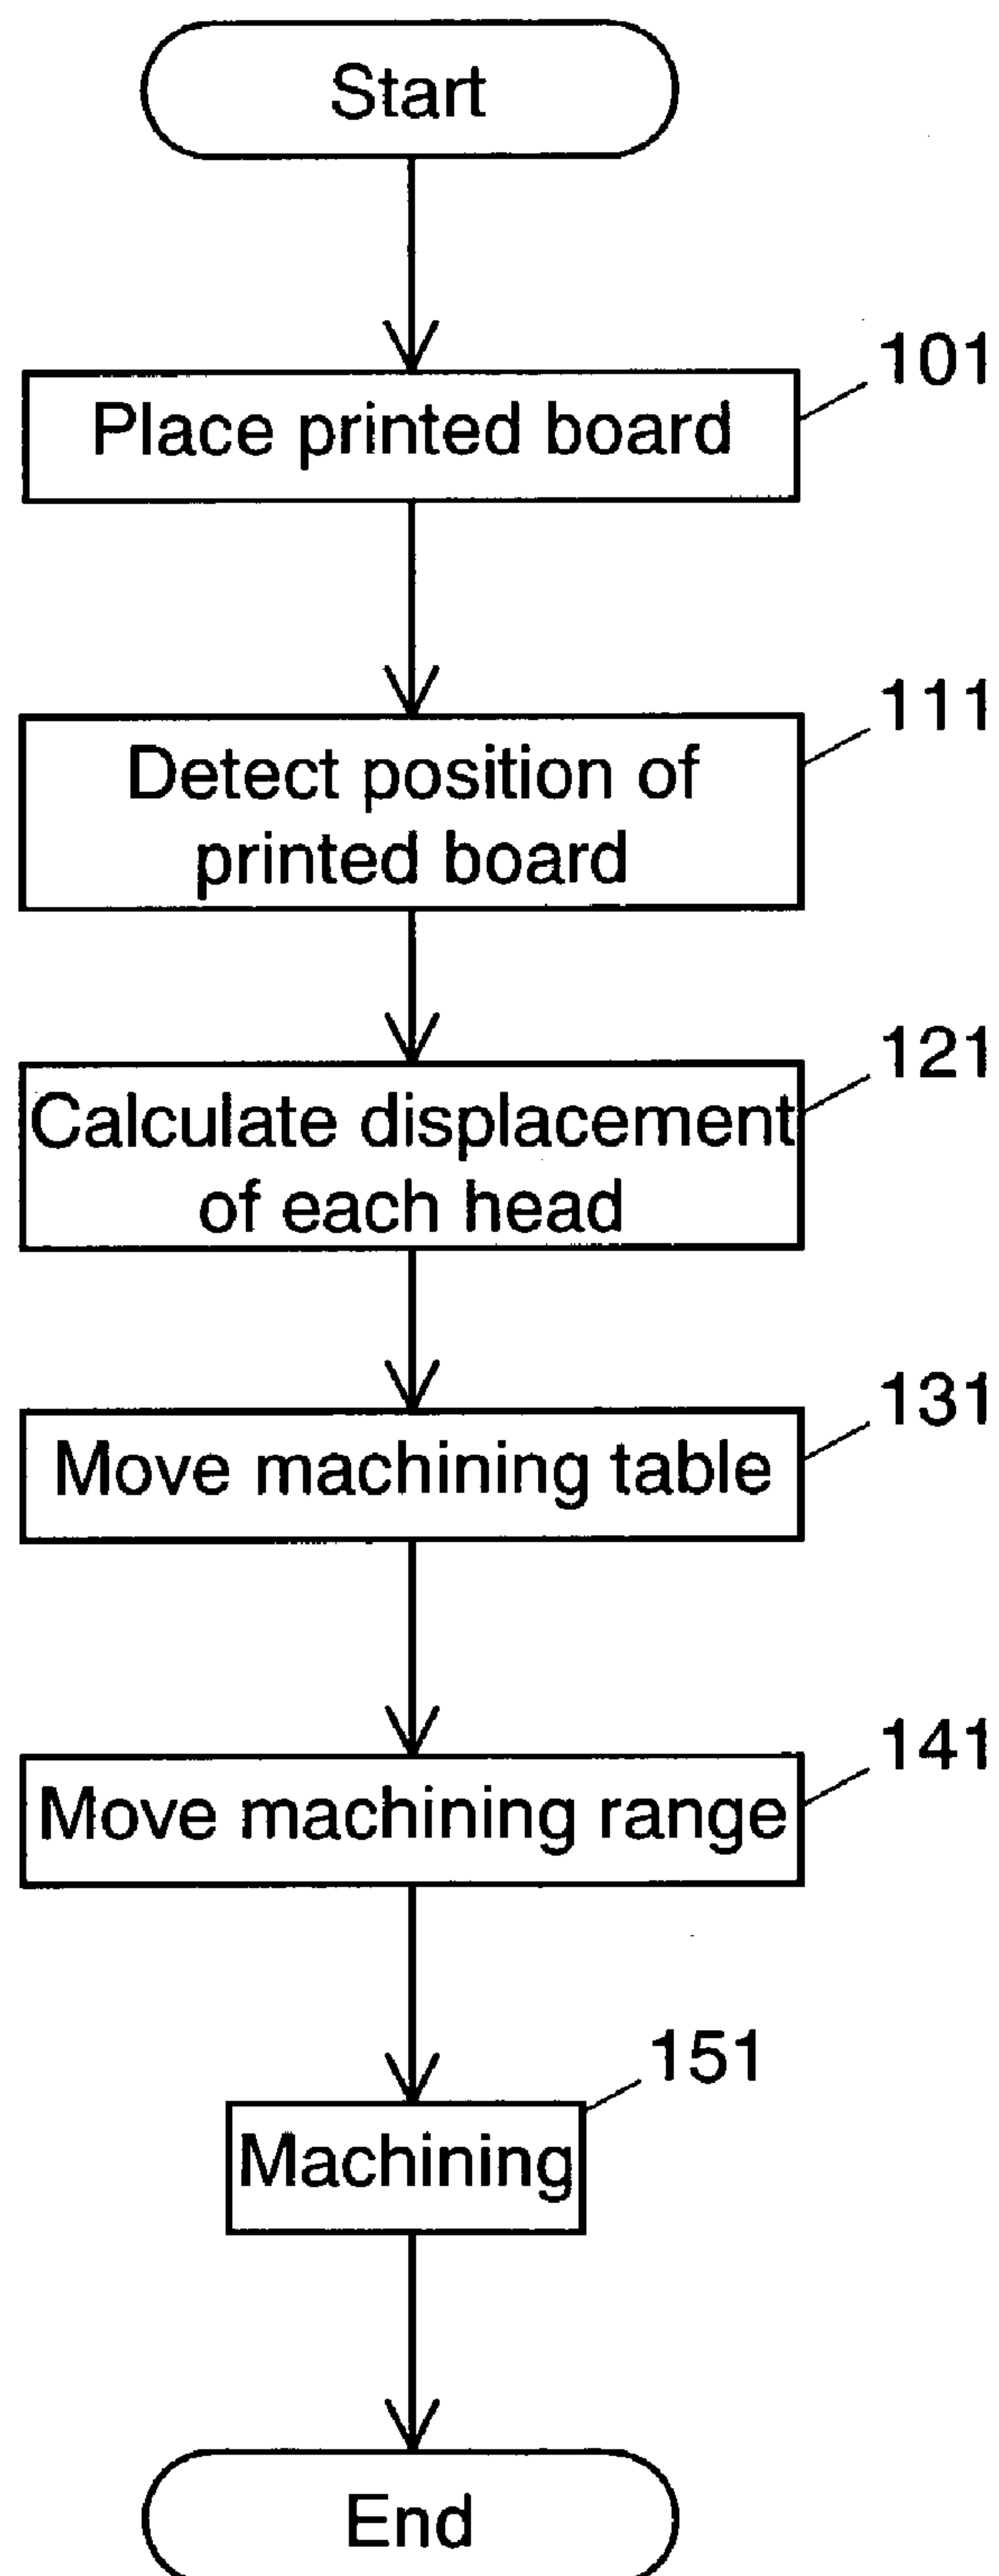 Start
101
Place printed board
111
Detect position of
printed board
121
Calculate displacement
of each head
131
Move machining table
141
Move machining range
151
Machining
End